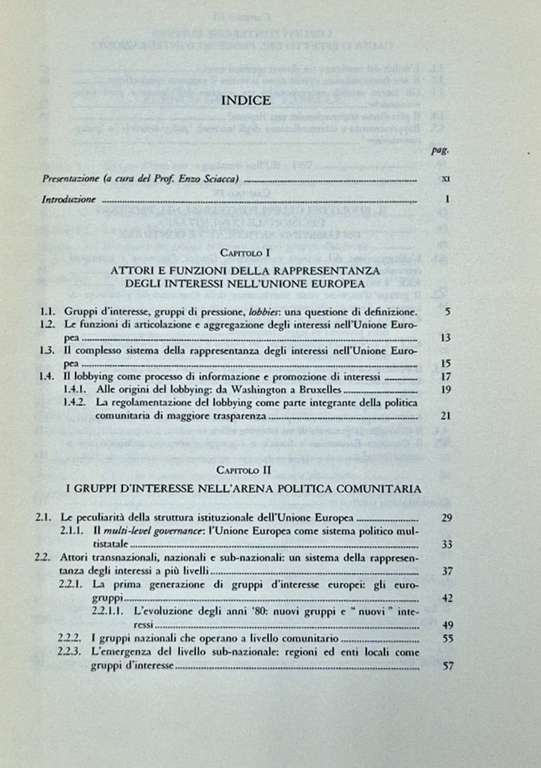 INDICE
pag.
Presentazione (a cura del Prof. Enzo Sciacca) XI
Introduzione 1
CAPITOLO I
ATTORI E FUNZIONI DELLA RAPPRESENTANZA
DEGLI INTERESSI NELL'UNIONE EUROPEA
1.1. Gruppi d'interesse, gruppi di pressione, lobbies: una questione di definizione. 5
1.2. Le funzioni di articolazione e aggregazione degli interessi nell'Unione Euro-
pea 13
1.3. Il complesso sistema della rappresentanza degli interessi nell'Unione Euro-
pea 15
1.4. Il lobbying come processo di informazione e promozione di interessi 17
1.4.1. Alle origini del lobbying: da Washington a Bruxelles 19
1.4.2. La regolamentazione del lobbying come parte integrante della politica
comunitaria di maggiore trasparenza 21
CAPITOLO II
I GRUPPI D'INTERESSE NELL'ARENA POLITICA COMUNITARIA
2.1. Le peculiarità della struttura istituzionale dell'Unione Europea 29
2.1.1. Il multi-level governance: l'Unione Europea come sistema politico mul-
tistatale 33
2.2. Attori transnazionali, nazionali e sub-nazionali: un sistema della rappresen-
tanza degli interessi a più livelli 37
2.2.1. La prima generazione di gruppi d'interesse europei: gli euro-
gruppi 42
2.2.1.1. L'evoluzione degli anni '80: nuovi gruppi e "nuovi" inte-
ressi 49
2.2.2. I gruppi nazionali che operano a livello comunitario 55
2.2.3. L'emergenza del livello sub-nazionale: regioni ed enti locali come
gruppi d'interesse 57